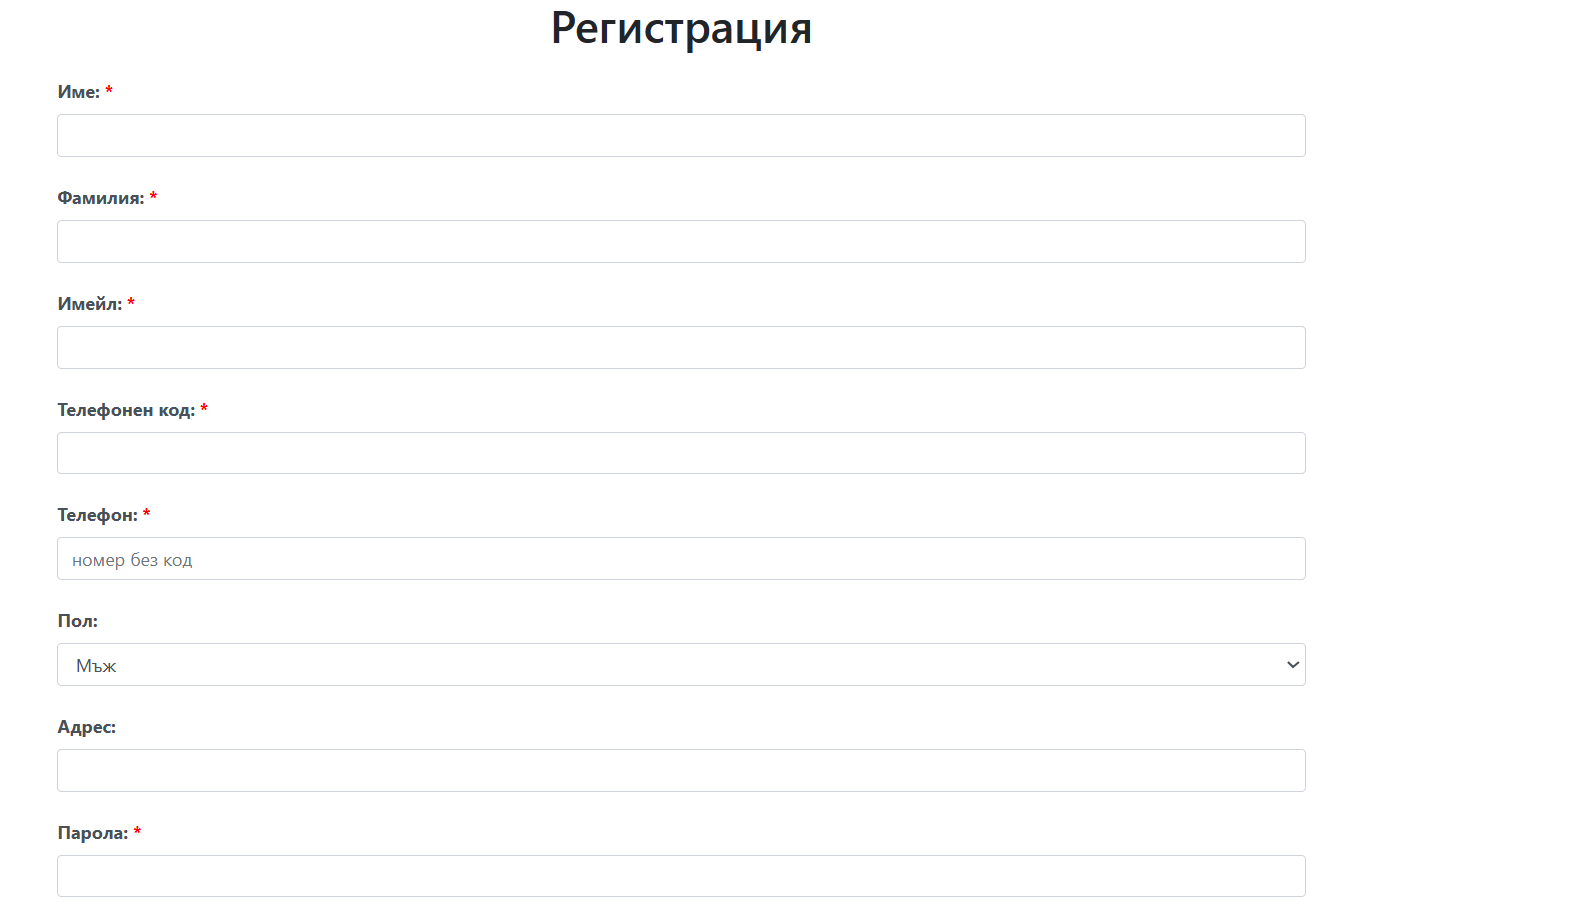 Регистрация
Име: *
Фамилия: *
Имейл: *
Телефонен код: *
Телефон: *
номер без код
Пол:
Мъж
Адрес:
Парола: *